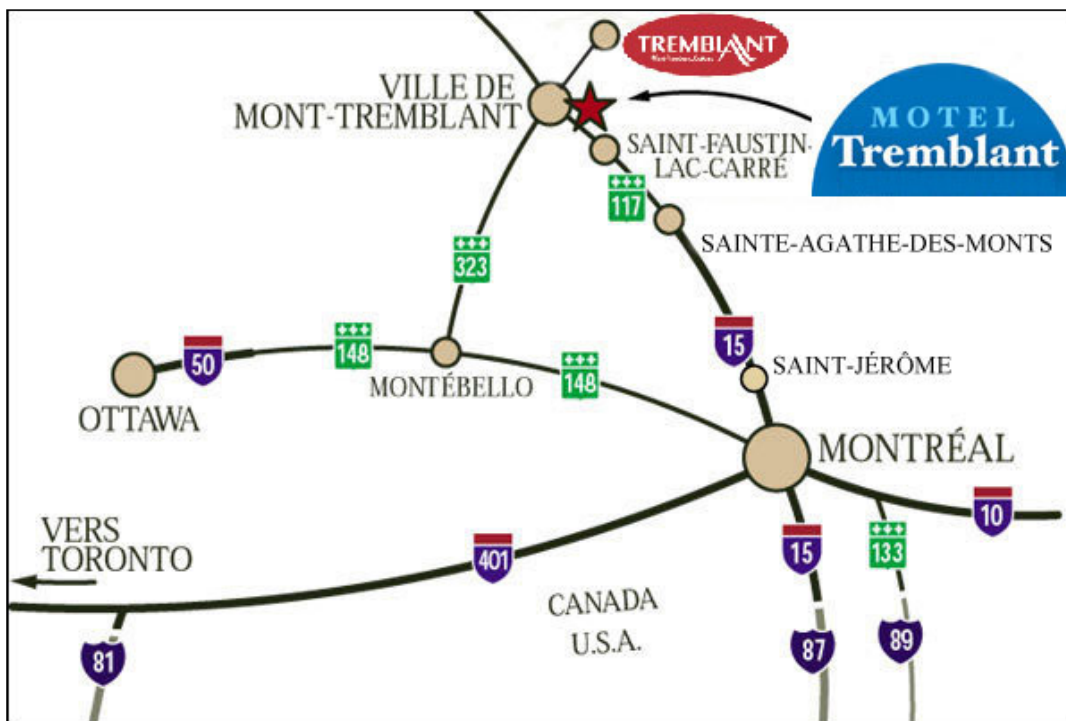 TREMBLANT
VILLE DE
MONT-TREMBLANT
MOTEL
Tremblant
SAINT-FAUSTIN-
LAC-CARRÉ
117
SAINTE-AGATHE-DES-MONTS
323
15
50
148
148
SAINT-JÉRÔME
MONTÉBELLO
OTTAWA
MONTRÉAL
VERS
TORONTO
401
10
15
133
CANADA
U.S.A.
81
87
89